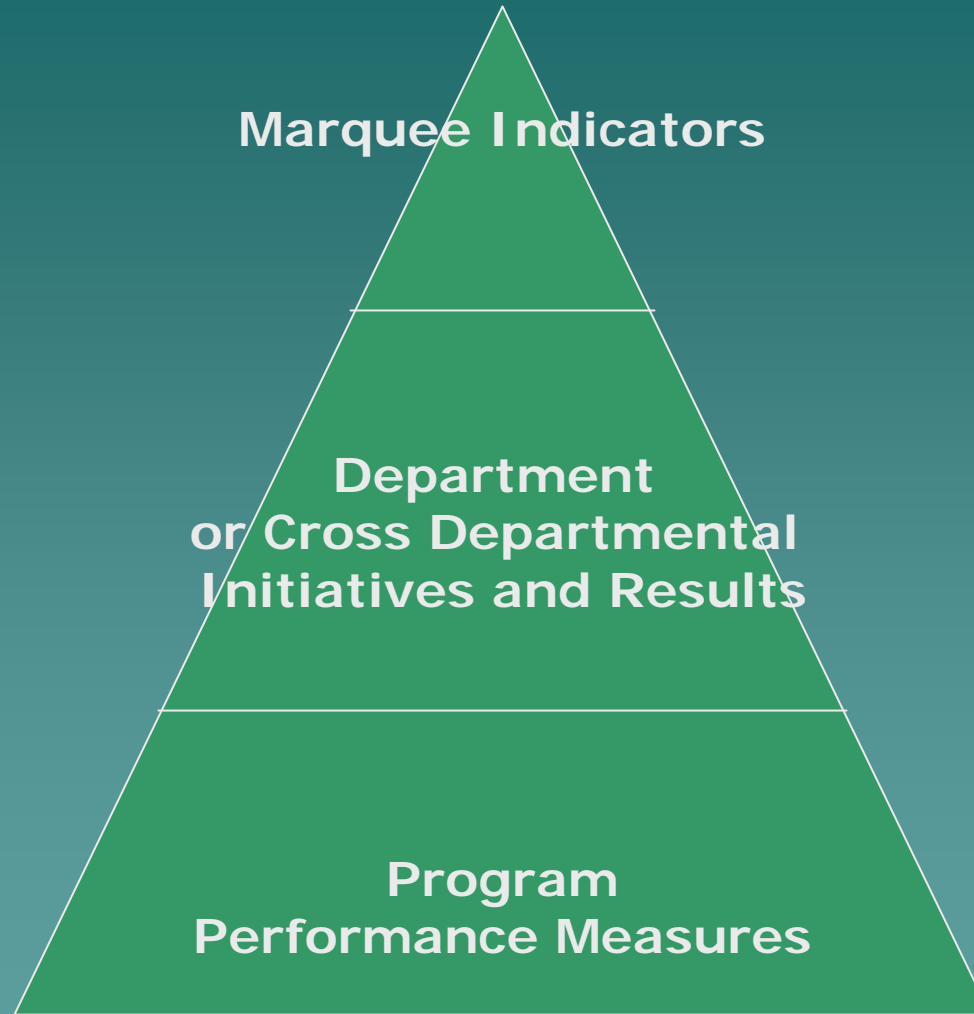 Marquee Indicators
Department
or Cross Departmental
Initiatives and Results
Program
Performance Measures